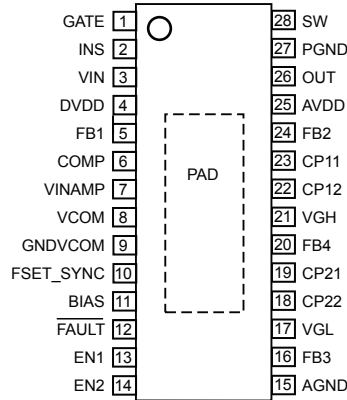 GATE 1 28 SW
INS 2 27 PGND
VIN 3 26 OUT
DVDD 4 25 AVDD
FB1 5 24 FB2
COMP 6 23 CP11
VINAMP 7 PAD 22 CP12
VCOM 8 21 VGH
GNDVCOM 9 20 FB4
FSET_SYNC 10 19 CP21
BIAS 11 18 CP22
FAULT 12 17 VGL
EN1 13 16 FB3
EN2 14 15 AGND